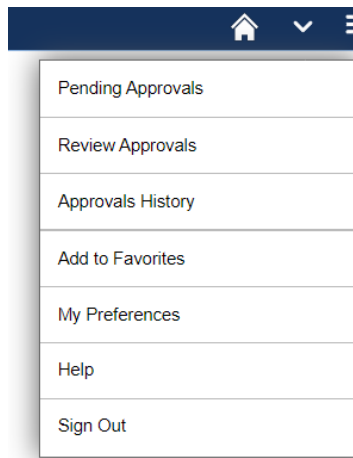 Pending Approvals
Review Approvals
Approvals History
Add to Favorites
My Preferences
Help
Sign Out